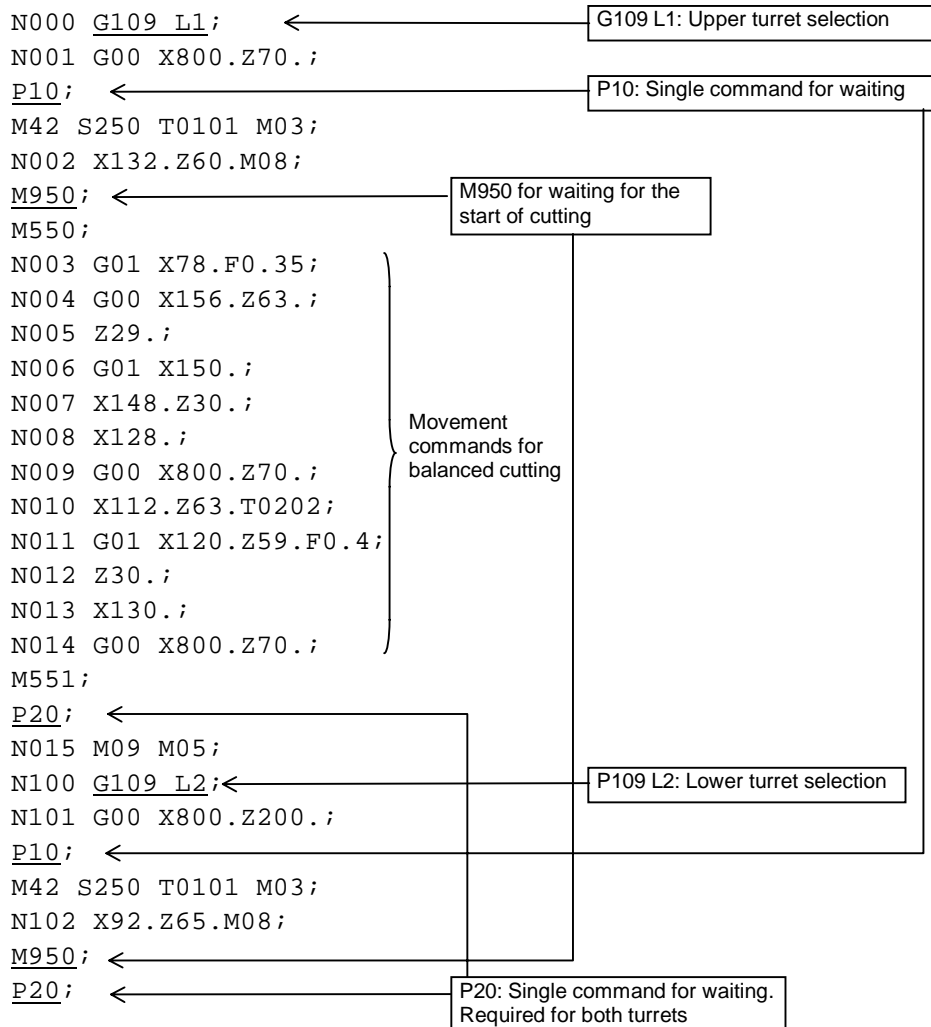 N000 G109 L1;
G109 L1: Upper turret selection
N001 G00 X800.Z70.;
P10;
P10: Single command for waiting
M42 S250 T0101 M03;
N002 X132.Z60.M08;
M950;
M950 for waiting for the
start of cutting
M550;
N003 G01 X78.F0.35;
N004 G00 X156.Z63.;
N005 Z29.;
N006 G01 X150.;
N007 X148.Z30.;
N008 X128.;
N009 G00 X800.Z70.;
N010 X112.Z63.T0202;
N011 G01 X120.Z59.F0.4;
N012 Z30.;
N013 X130.;
N014 G00 X800.Z70.;
Movement
commands for
balanced cutting
M551;
P20;
N015 M09 M05;
N100 G109 L2;
P109 L2: Lower turret selection
N101 G00 X800.Z200.;
P10;
M42 S250 T0101 M03;
N102 X92.Z65.M08;
M950;
P20;
P20: Single command for waiting.
Required for both turrets